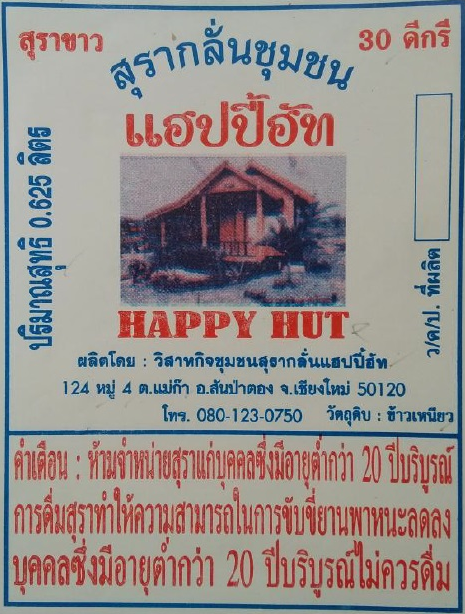 สุราขาว
30 ดีกรี
สุรากลั่นชุมชน
แฮปปี้ฮัท
ปริมาณสุทธิ 0.625 ลิตร
ว/ด/ป. ที่ผลิต
HAPPY HUT
ผลิตโดย : วิสาหกิจชุมชนสุรากลั่นแฮปปี้ฮัท
124 หมู่ 4 ต.แม่ก๊า อ.สันป่าตอง จ.เชียงใหม่ 50120
โทร. 080-123-0750 วัตถุดิบ : ข้าวเหนียว
คำเตือน : ห้ามจำหน่ายสุราแก่บุคคลซึ่งมีอายุต่ำกว่า 20 ปีบริบูรณ์
การดื่มสุราทำให้ความสามารถในการขับขี่ยานพาหนะลดลง
บุคคลซึ่งมีอายุต่ำกว่า 20 ปีบริบูรณ์ไม่ควรดื่ม